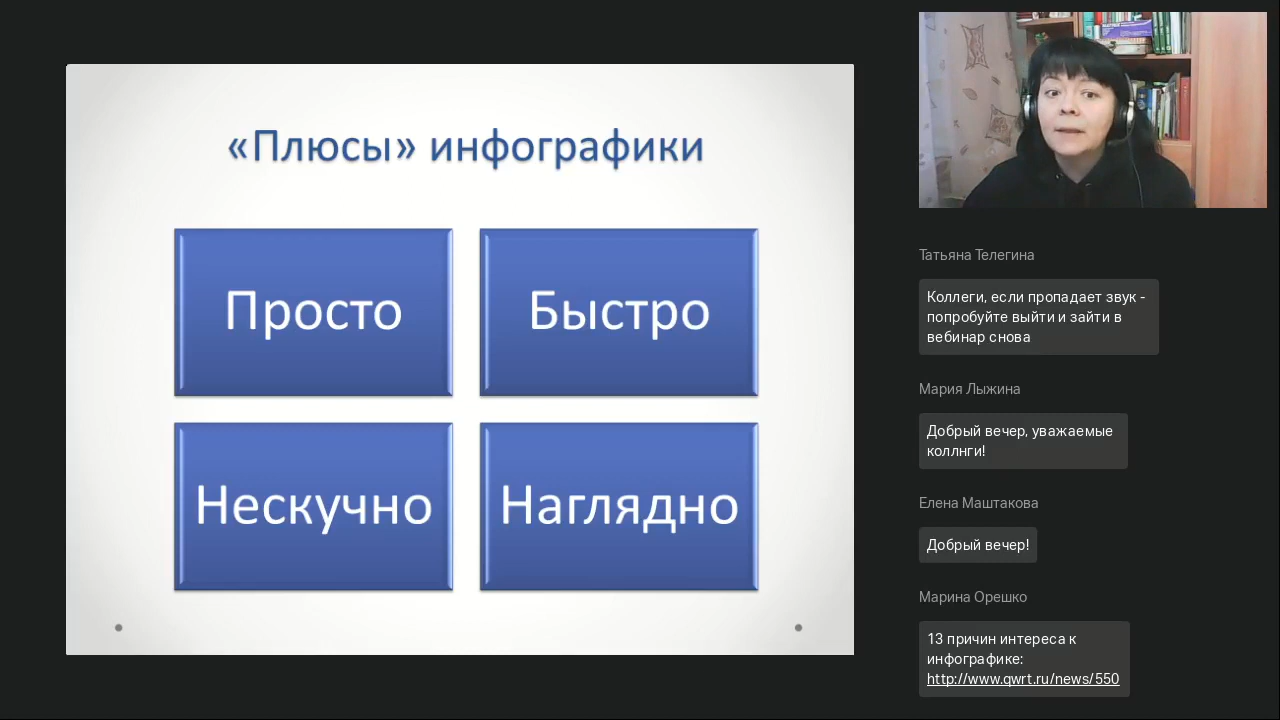 «Плюсы» инфографики
Просто
Быстро
Нескучно
Наглядно
Татьяна Телегина
Коллеги, если пропадает звук -
попробуйте выйти и зайти в
вебинар снова
Мария Лыжина
Добрый вечер, уважаемые
коллнги!
Елена Маштакова
Добрый вечер!
Марина Орешко
13 причин интереса к
инфографике:
http://www.qwrt.ru/news/550